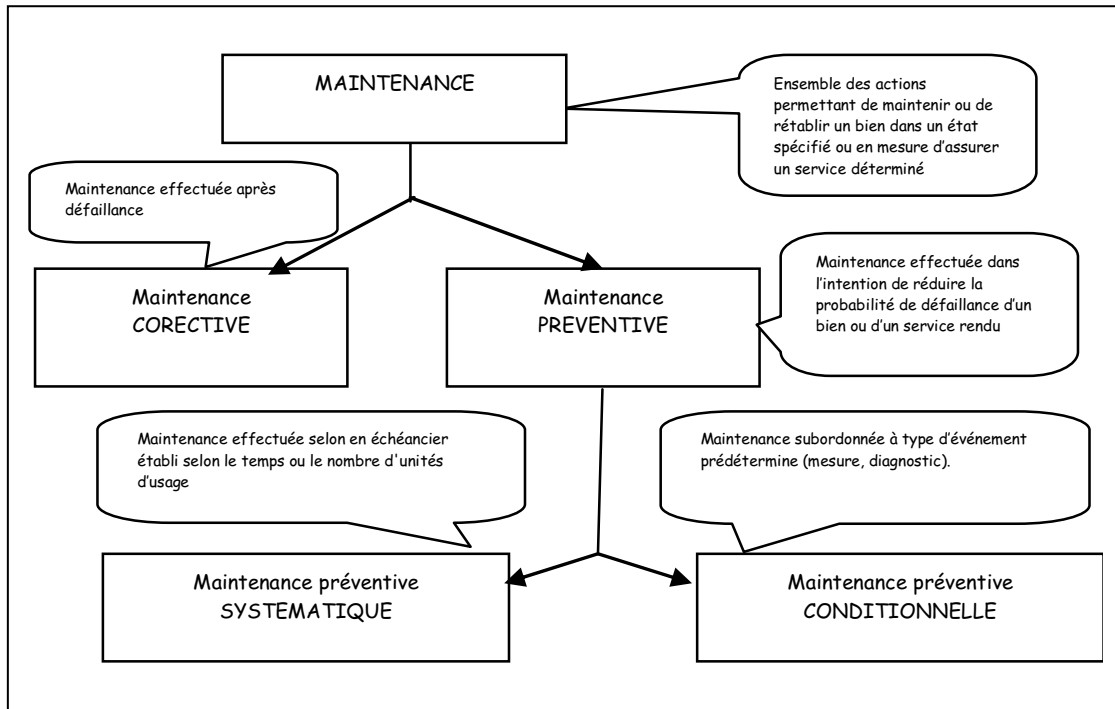 MAINTENANCE
Ensemble des actions
permettant de maintenir ou de
rétablir un bien dans un état
spécifié ou en mesure d'assurer
un service déterminé
Maintenance effectuée après
défaillance
Maintenance
CORECTIVE
Maintenance
PREVENTIVE
Maintenance effectuée dans
l'intention de réduire la
probabilité de défaillance d'un
bien ou d'un service rendu
Maintenance effectuée selon en échéancier
établi selon le temps ou le nombre d'unités
d'usage
Maintenance subordonnée à type d'événement
prédétermine (mesure, diagnostic).
Maintenance préventive
SYSTEMATIQUE
Maintenance préventive
CONDITIONNELLE